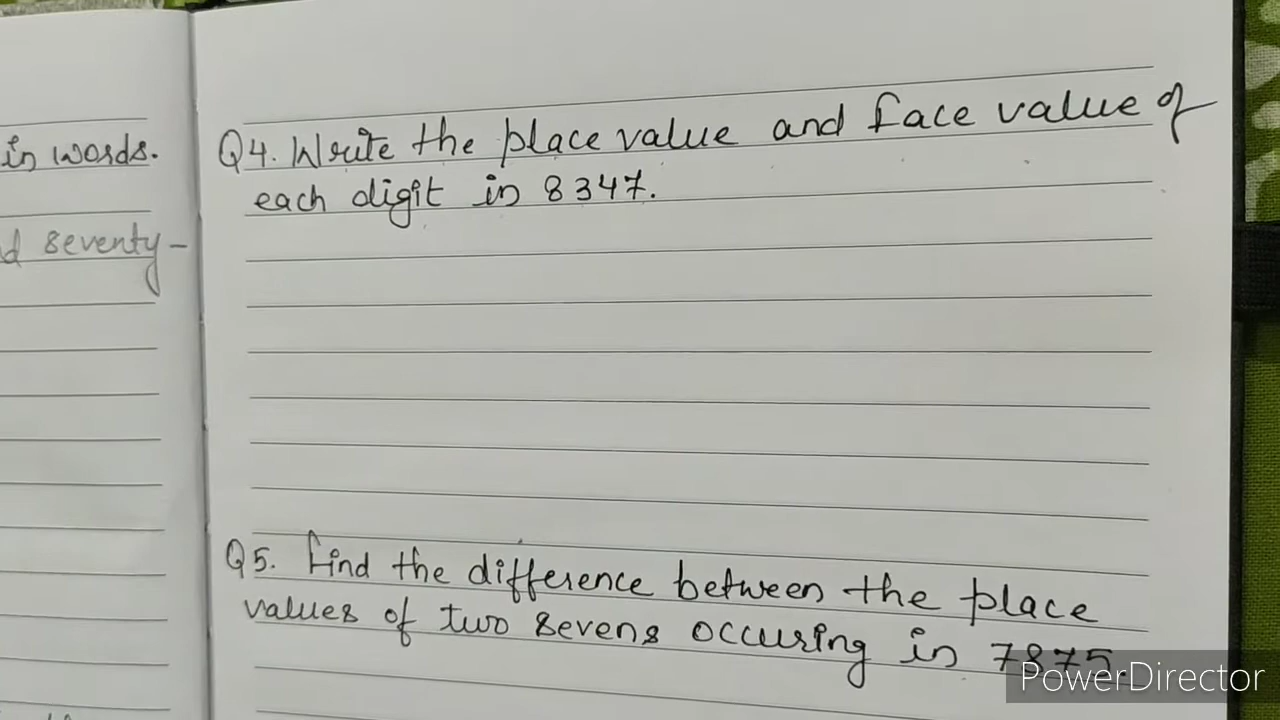 in words.
d seventy-
Q4. Write the place value and face value of
each digit in 8347.
Q5. Find the difference between the place
values of two sevens occuring in 7875.
PowerDirector